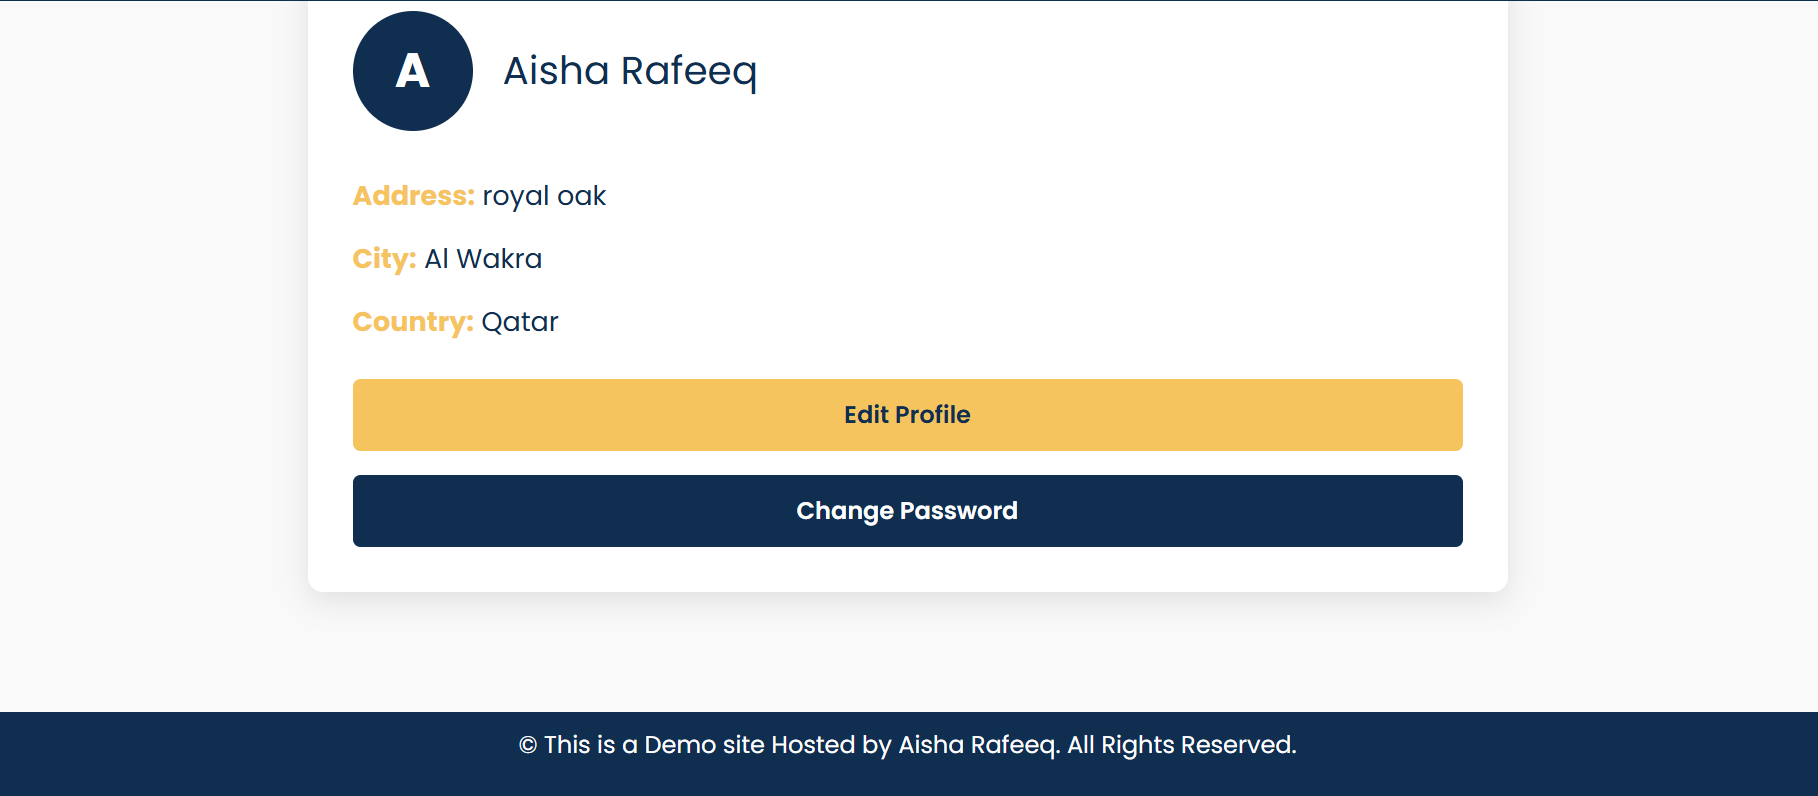 A
Aisha Rafeeq
Address: royal oak
City: Al Wakra
Country: Qatar
Edit Profile
Change Password
© This is a Demo site Hosted by Aisha Rafeeq. All Rights Reserved.